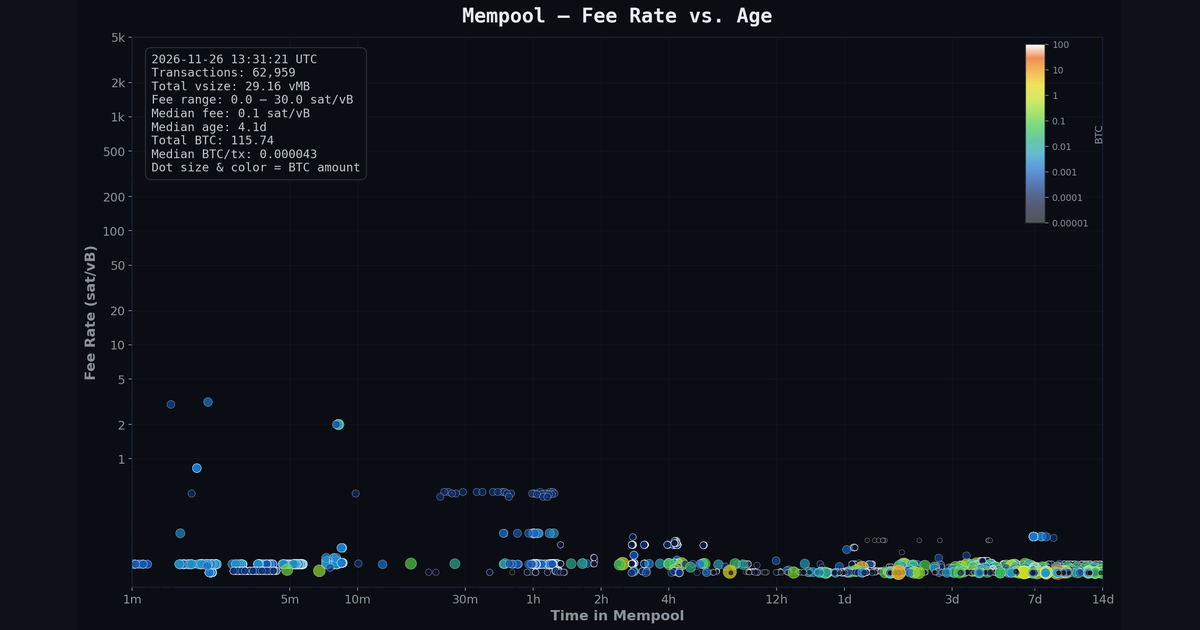 Mempool — Fee Rate vs. Age
2026-11-26 13:31:21 UTC
Transactions: 62,959
Total vsize: 29.16 vMB
Fee range: 0.0 — 30.0 sat/vB
Median fee: 0.1 sat/vB
Median age: 4.1d
Total BTC: 115.74
Median BTC/tx: 0.000043
Dot size & color = BTC amount
100
10
1
0.1
0.01
0.001
0.0001
0.00001
BTC
Fee Rate (sat/vB)
5k
2k
1k
500
200
100
50
20
10
5
2
1
1m 5m 10m 30m 1h 2h 4h 12h 1d 3d 7d 14d
Time in Mempool